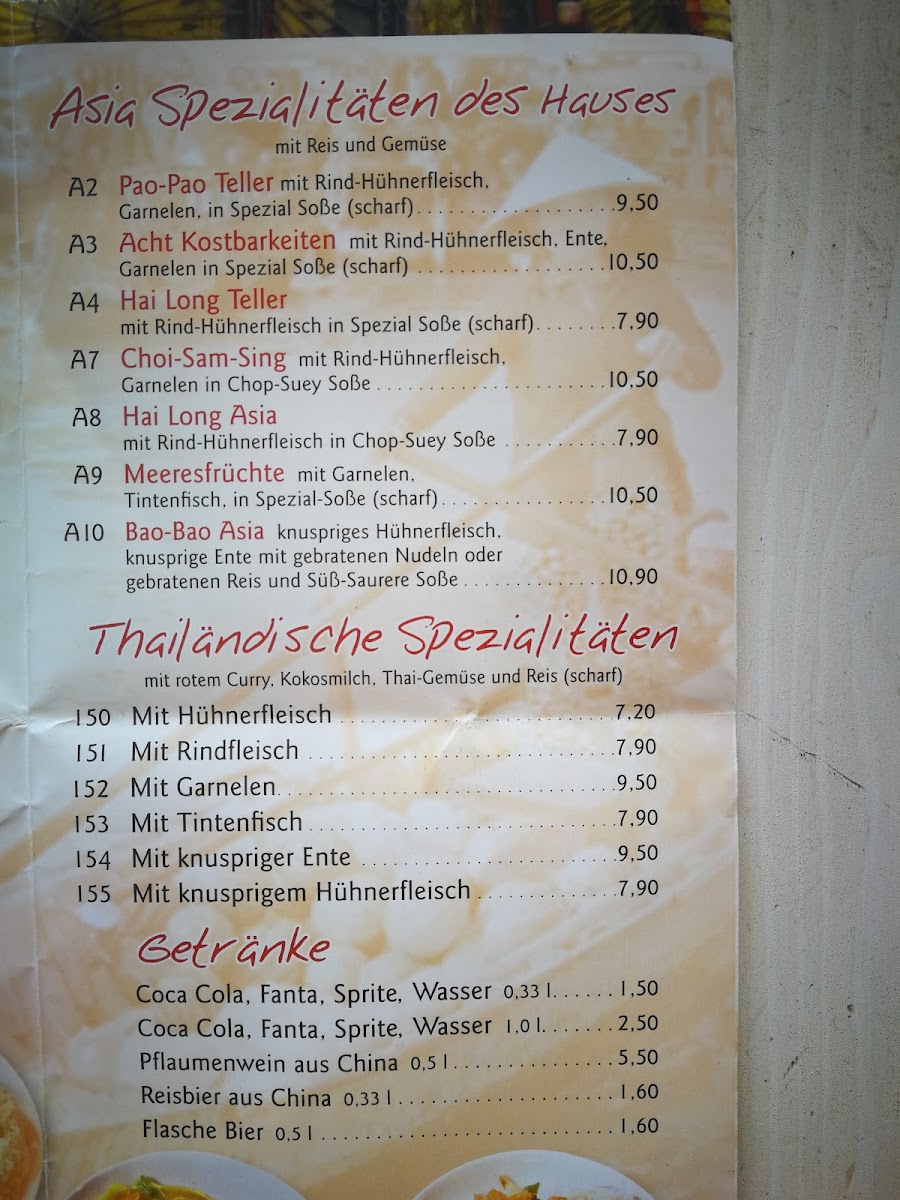 Asia Spezialitäten des Hauses
mit Reis und Gemüse
A2 Pao-Pao Teller mit Rind-Hühnerfleisch,
Garnelen, in Spezial Soße (scharf)....................9,50
A3 Acht Kostbarkeiten mit Rind-Hühnerfleisch, Ente,
Garnelen in Spezial Soße (scharf) ....................10,50
A4 Hai Long Teller
mit Rind-Hühnerfleisch in Spezial Soße (scharf)........7,90
A7 Choi-Sam-Sing mit Rind-Hühnerfleisch,
Garnelen in Chop-Suey Soße ........................10,50
A8 Hai Long Asia
mit Rind-Hühnerfleisch in Chop-Suey Soße ...........7,90
A9 Meeresfrüchte mit Garnelen,
Tintenfisch, in Spezial-Soße (scharf).................10,50
A10 Bao-Bao Asia knuspriges Hühnerfleisch,
knusprige Ente mit gebratenen Nudeln oder
gebratenen Reis und Süß-Saurere Soße ...............10,90
Thailändische Spezialitäten
mit rotem Curry, Kokosmilch, Thai-Gemüse und Reis (scharf)
150 Mit Hühnerfleisch ............................7,20
151 Mit Rindfleisch ...............................7,90
152 Mit Garnelen..................................9,50
153 Mit Tintenfisch ...............................7,90
154 Mit knuspriger Ente ..........................9,50
155 Mit knusprigem Hühnerfleisch ..............7,90
Getränke
Coca Cola, Fanta, Sprite, Wasser 0,33 l......1,50
Coca Cola, Fanta, Sprite, Wasser 1,0 l.......2,50
Pflaumenwein aus China 0,5 l................5,50
Reisbier aus China 0,33 l.....................1,60
Flasche Bier 0,5 l.............................1,60